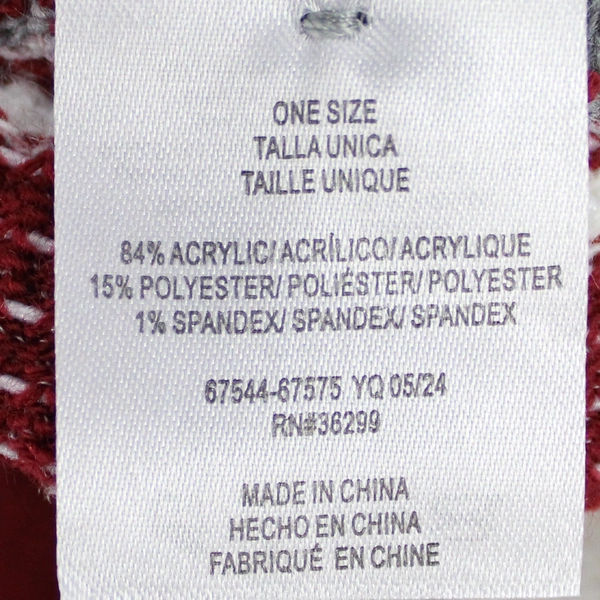 ONE SIZE
TALLA UNICA
TAILLE UNIQUE
84% ACRYLIC/ ACRÍLICO/ ACRYLIQUE
15% POLYESTER/ POLIÉSTER/ POLYESTER
1% SPANDEX/ SPANDEX/ SPANDEX
67544-67575 YQ 05/24
RN#36299
MADE IN CHINA
HECHO EN CHINA
FABRIQUÉ EN CHINE